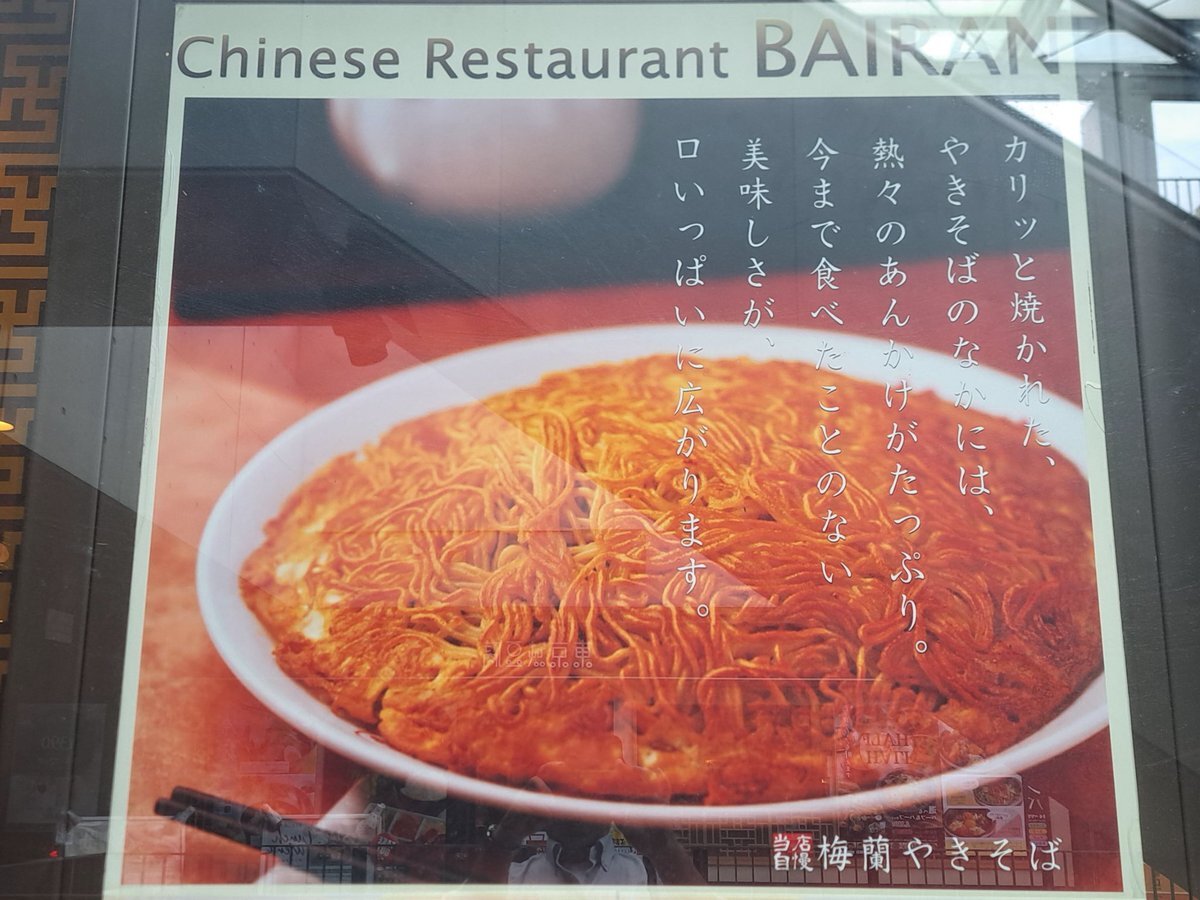 Chinese Restaurant BAIRAN
カリッと焼かれた、
やきそばのなかには、
熱々のあんかけがたっぷり。
今まで食べたことのない
美味しさが、
口いっぱいに広がります。
当店自慢 梅蘭やきそば